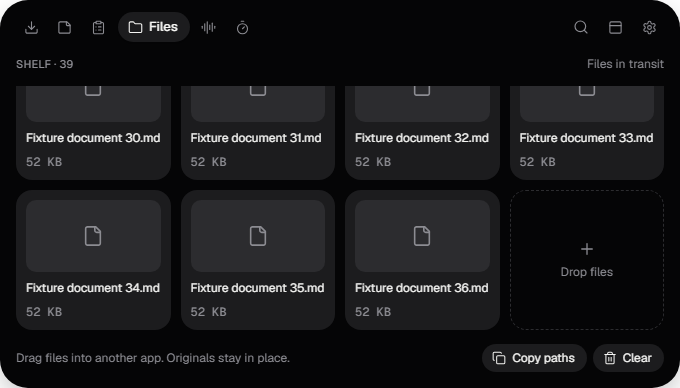 Files
SHELF · 39
Files in transit
Fixture document 30.md
52 KB
Fixture document 31.md
52 KB
Fixture document 32.md
52 KB
Fixture document 33.md
52 KB
Fixture document 34.md
52 KB
Fixture document 35.md
52 KB
Fixture document 36.md
52 KB
Drop files
Drag files into another app. Originals stay in place.
Copy paths
Clear